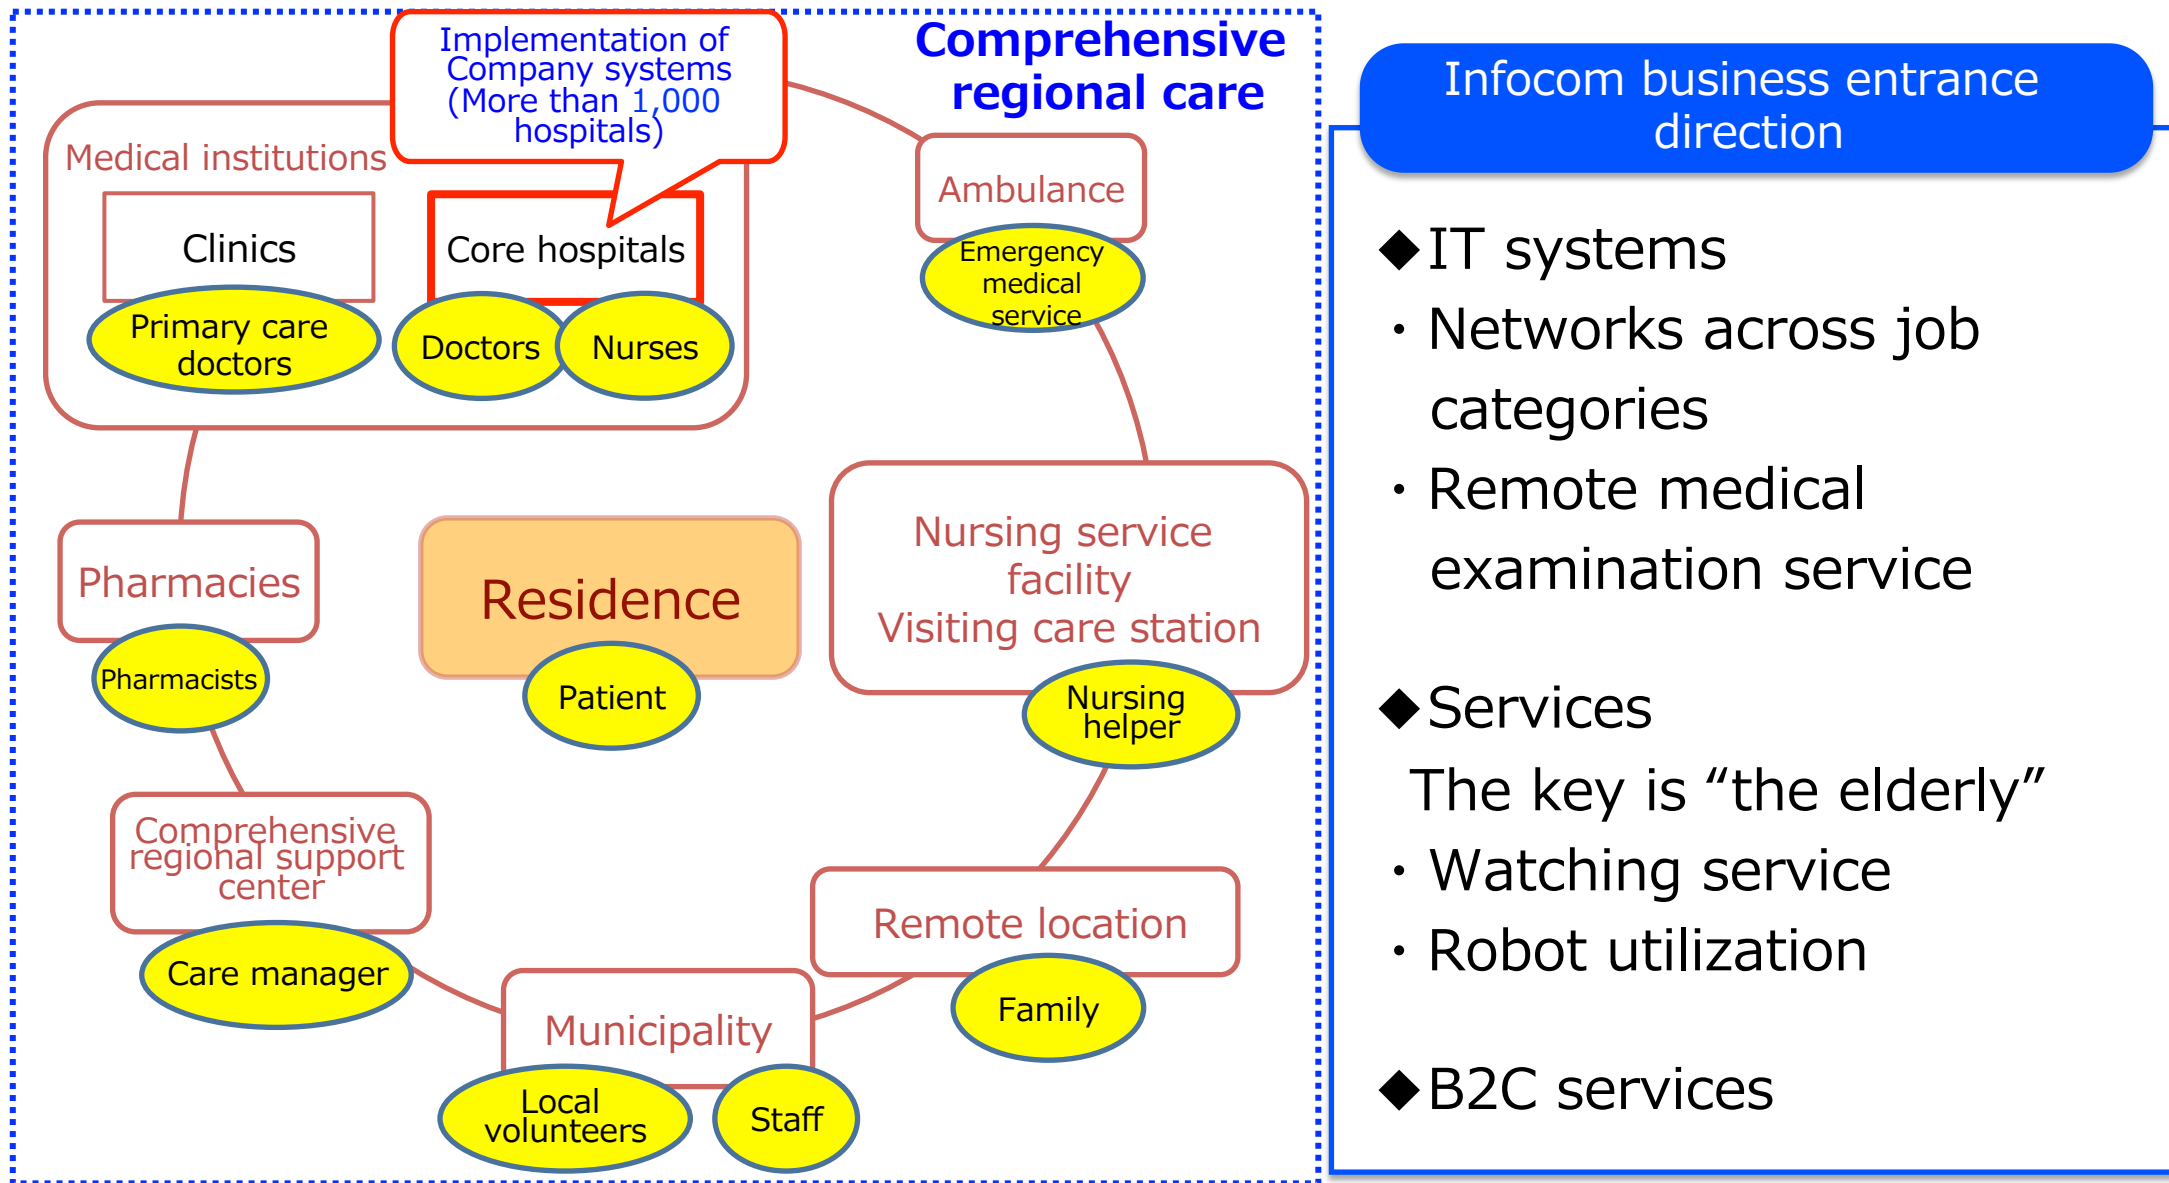 Implementation of
Company systems
(More than 1,000
hospitals)
Comprehensive
regional care
Medical institutions
Clinics
Core hospitals
Primary care
doctors
Doctors
Nurses
Ambulance
Emergency
medical
service
Pharmacies
Pharmacists
Residence
Patient
Nursing service
facility
Visiting care station
Nursing
helper
Comprehensive
regional support
center
Care manager
Remote location
Family
Municipality
Local
volunteers
Staff
Infocom business entrance
direction
◆IT systems
・Networks across job
categories
・Remote medical
examination service
◆Services
The key is “the elderly”
・Watching service
・Robot utilization
◆B2C services